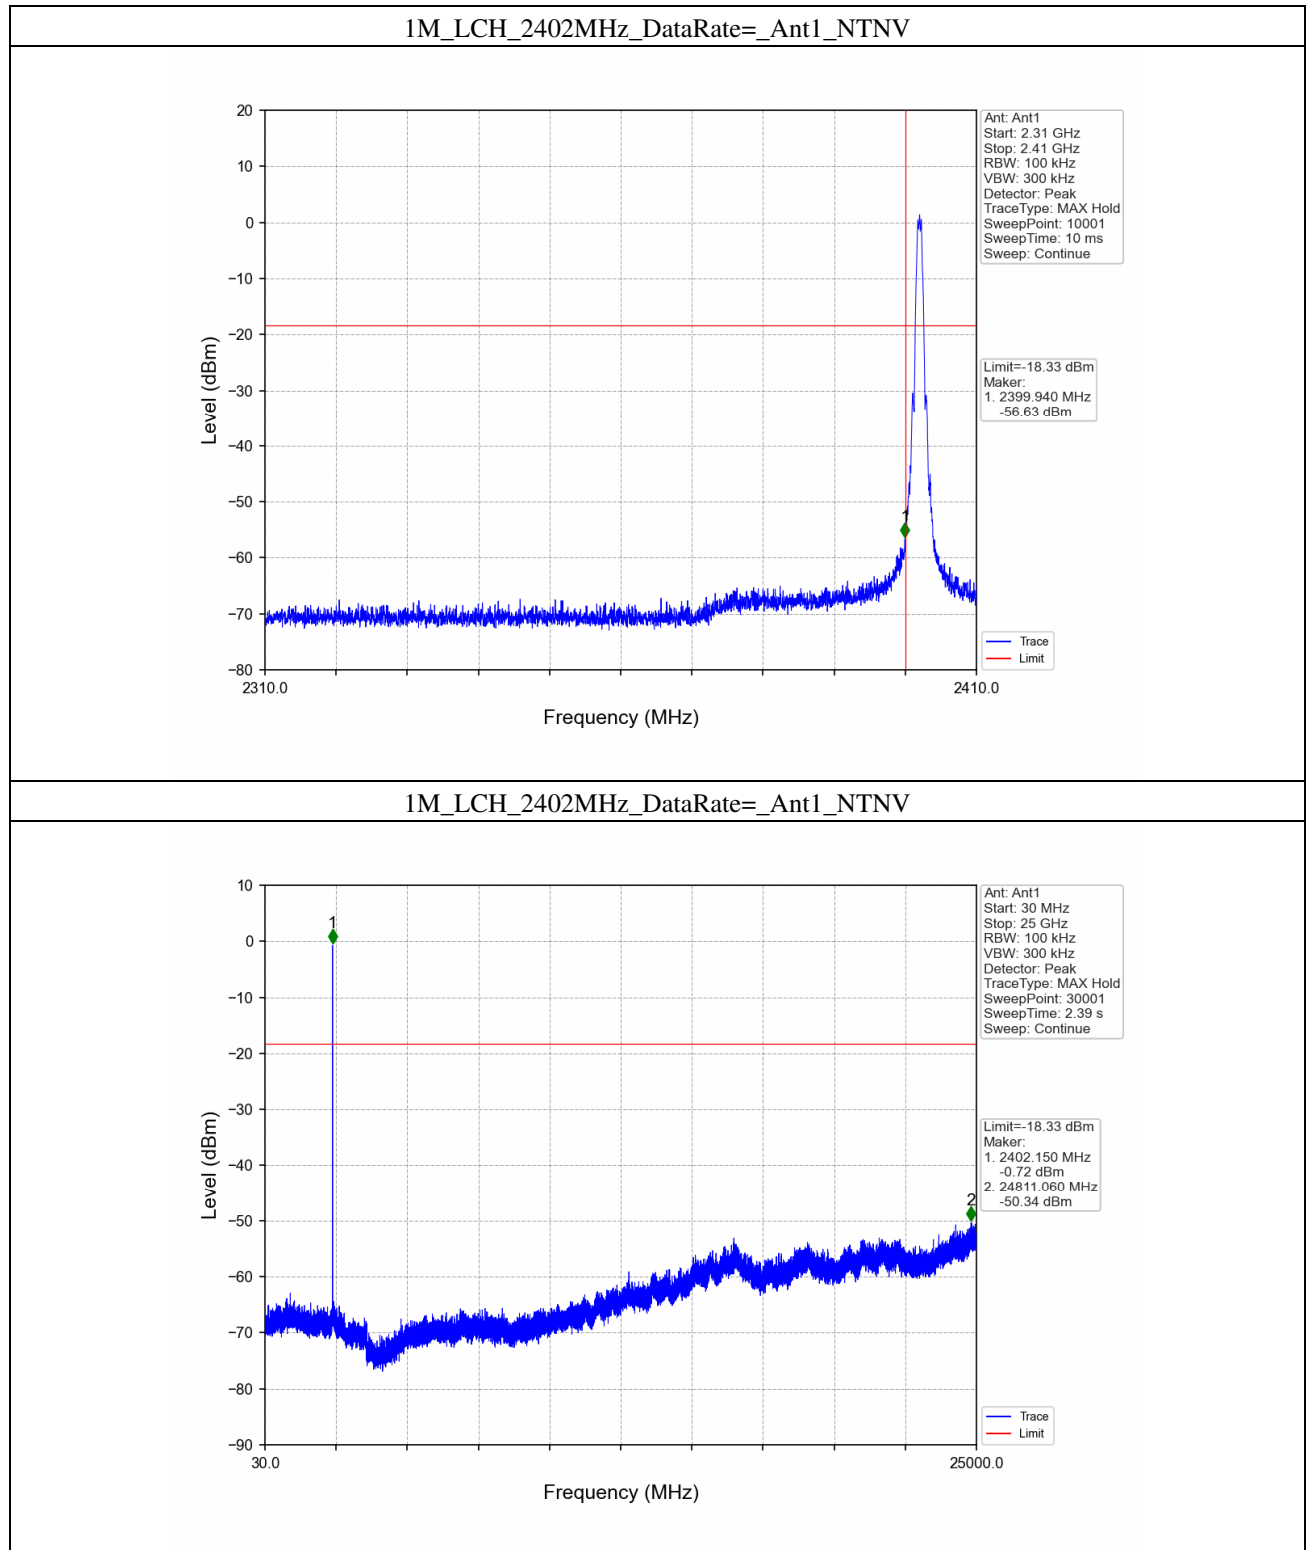 1M_LCH_2402MHz_DataRate=_Ant1_NTNV
20
10
0
−10
−20
−30
−40
−50
−60
−70
−80
Level (dBm)
1
2310.0
2410.0
Frequency (MHz)
Ant: Ant1
Start: 2.31 GHz
Stop: 2.41 GHz
RBW: 100 kHz
VBW: 300 kHz
Detector: Peak
TraceType: MAX Hold
SweepPoint: 10001
SweepTime: 10 ms
Sweep: Continue
Limit=-18.33 dBm
Maker:
1. 2399.940 MHz
-56.63 dBm
Trace
Limit
1M_LCH_2402MHz_DataRate=_Ant1_NTNV
10
0
−10
−20
−30
−40
−50
−60
−70
−80
−90
Level (dBm)
1
2
30.0
25000.0
Frequency (MHz)
Ant: Ant1
Start: 30 MHz
Stop: 25 GHz
RBW: 100 kHz
VBW: 300 kHz
Detector: Peak
TraceType: MAX Hold
SweepPoint: 30001
SweepTime: 2.39 s
Sweep: Continue
Limit=-18.33 dBm
Maker:
1. 2402.150 MHz
-0.72 dBm
2. 24811.060 MHz
-50.34 dBm
Trace
Limit